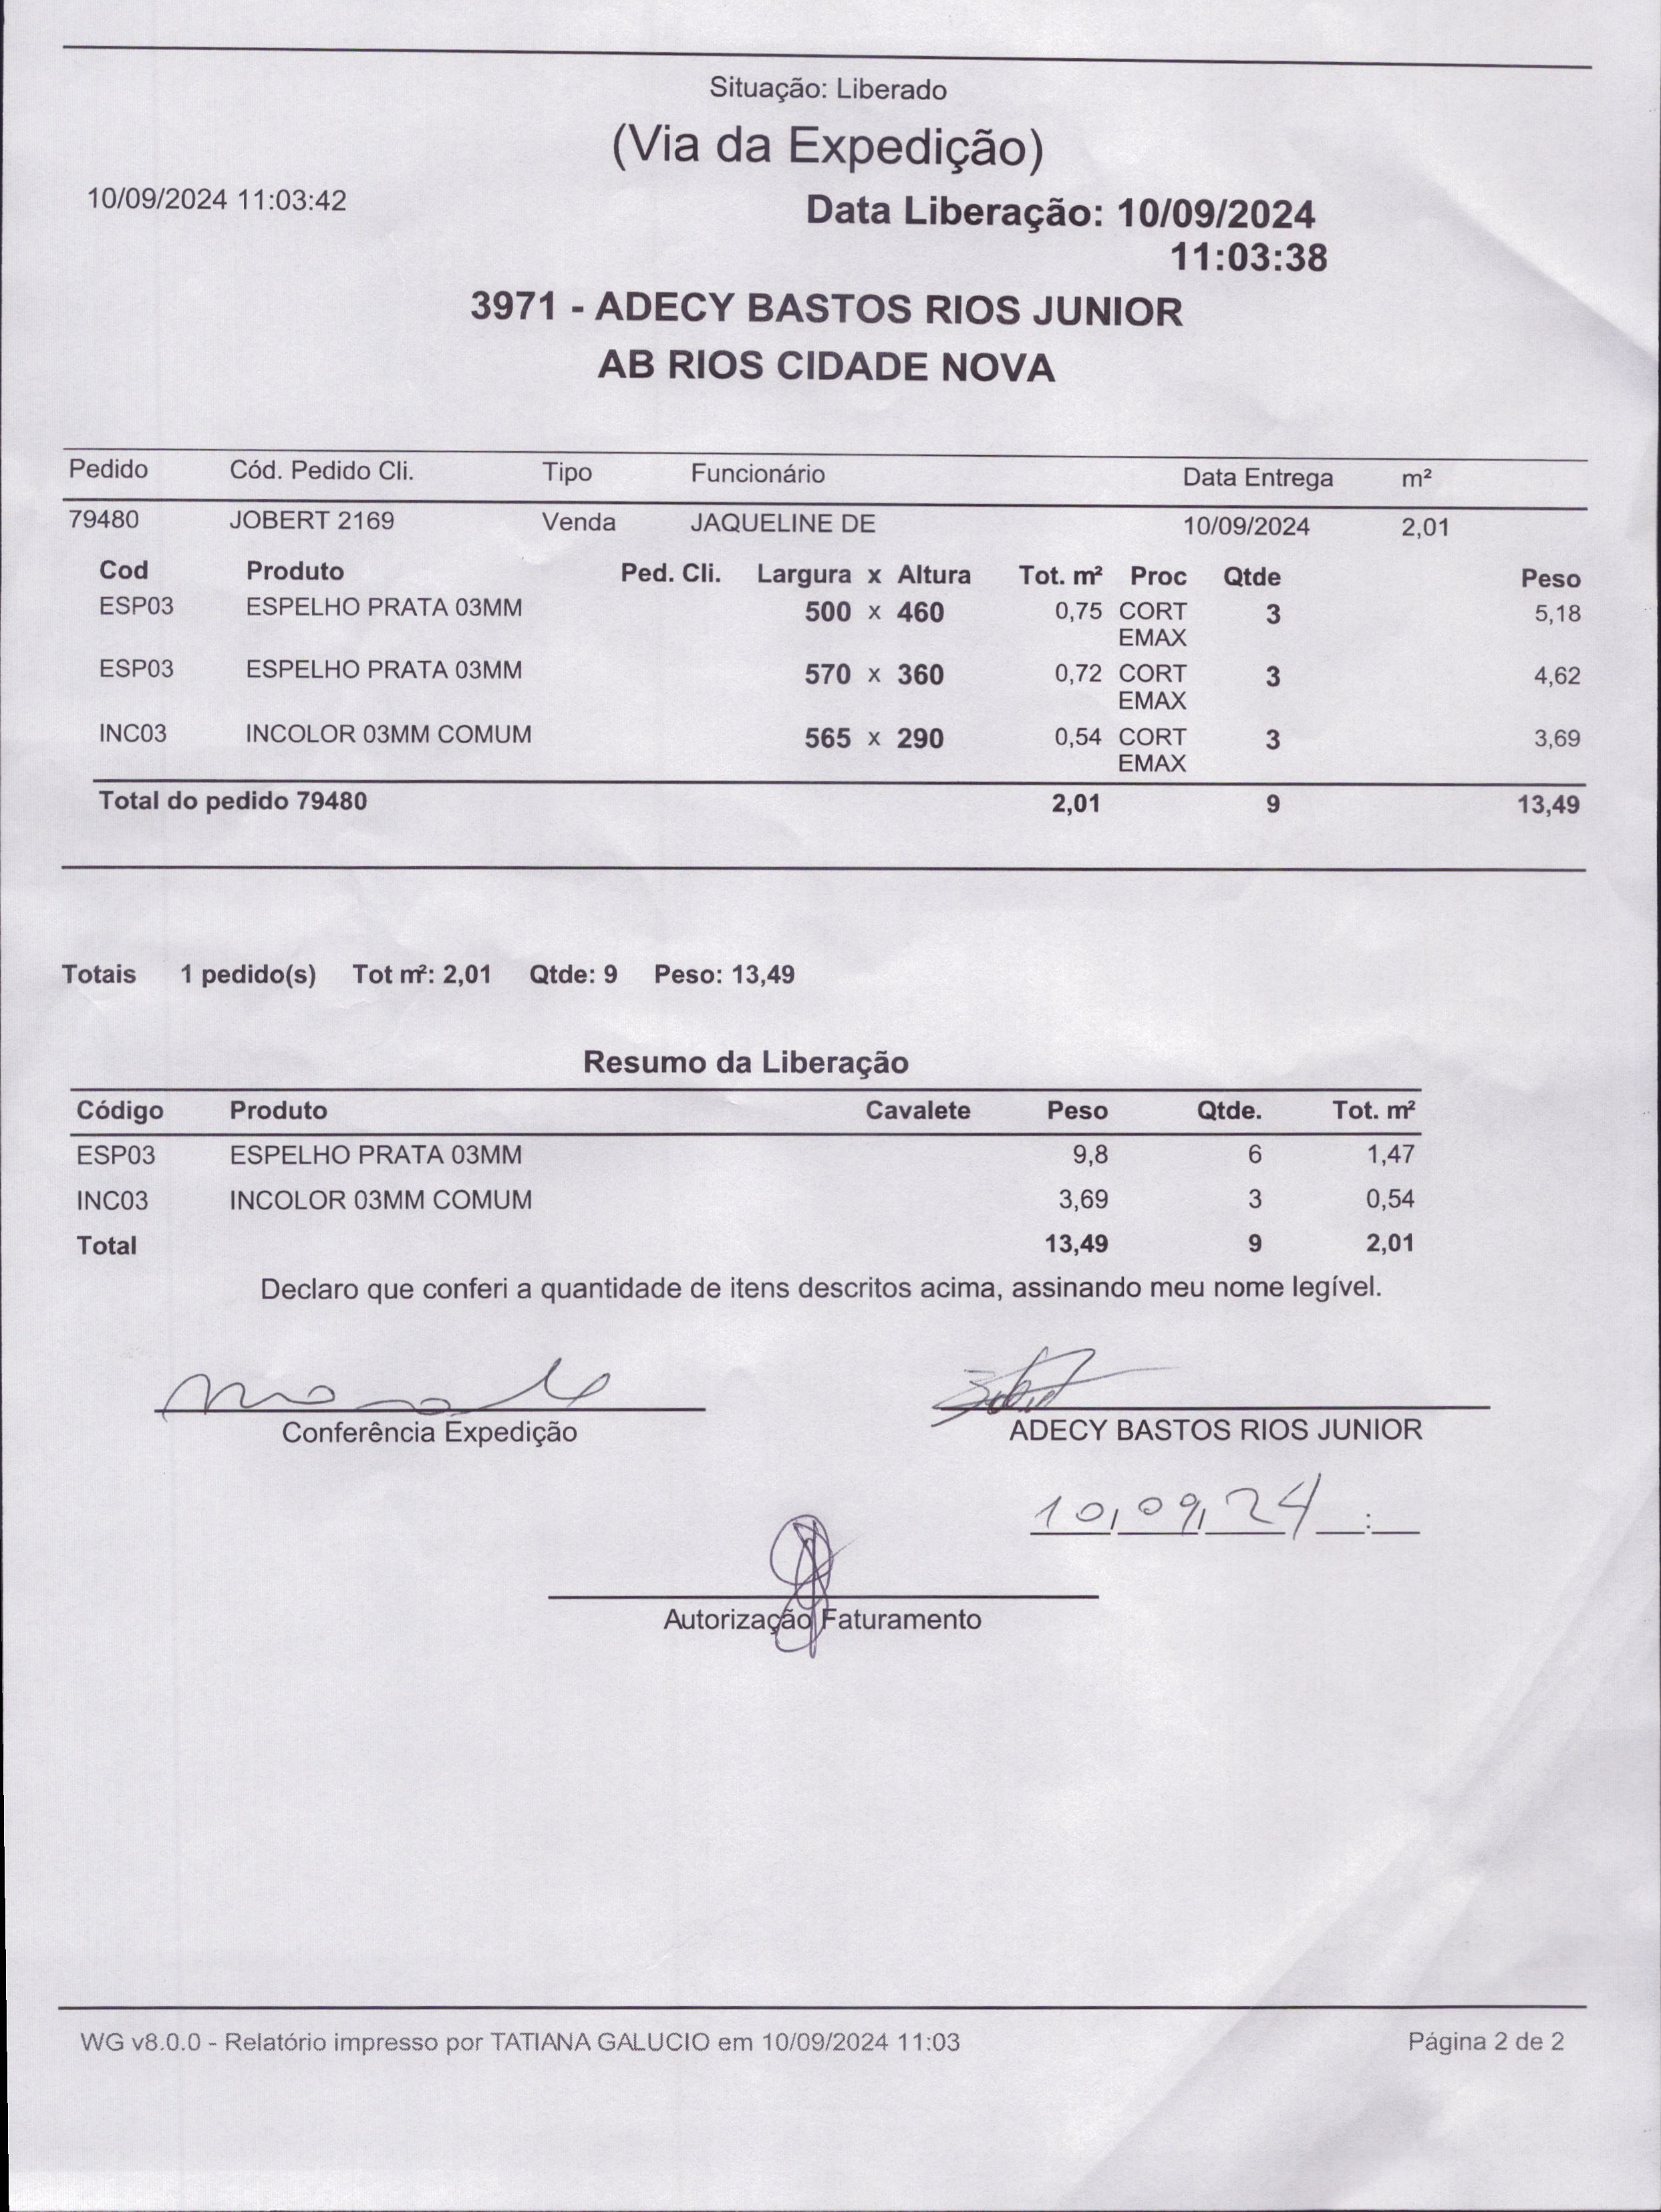 Situação: Liberado
(Via da Expedição)
10/09/2024 11:03:42
Data Liberação: 10/09/2024
11:03:38
3971 - ADECY BASTOS RIOS JUNIOR
AB RIOS CIDADE NOVA
Pedido Cód. Pedido Cli. Tipo Funcionário Data Entrega m²
79480 JOBERT 2169 Venda JAQUELINE DE 10/09/2024 2,01
Cod Produto Ped. Cli. Largura x Altura Tot. m² Proc Qtde Peso
ESP03 ESPELHO PRATA 03MM 500 x 460 0,75 CORT 3 5,18
EMAX
ESP03 ESPELHO PRATA 03MM 570 x 360 0,72 CORT 3 4,62
EMAX
INC03 INCOLOR 03MM COMUM 565 x 290 0,54 CORT 3 3,69
EMAX
Total do pedido 79480 2,01 9 13,49
Totais 1 pedido(s) Tot m²: 2,01 Qtde: 9 Peso: 13,49
Resumo da Liberação
Código Produto Cavalete Peso Qtde. Tot. m²
ESP03 ESPELHO PRATA 03MM 9,8 6 1,47
INC03 INCOLOR 03MM COMUM 3,69 3 0,54
Total 13,49 9 2,01
Declaro que conferi a quantidade de itens descritos acima, assinando meu nome legível.
Conferência Expedição
ADECY BASTOS RIOS JUNIOR
10/09/24 __:__
Autorização Faturamento
WG v8.0.0 - Relatório impresso por TATIANA GALUCIO em 10/09/2024 11:03
Página 2 de 2